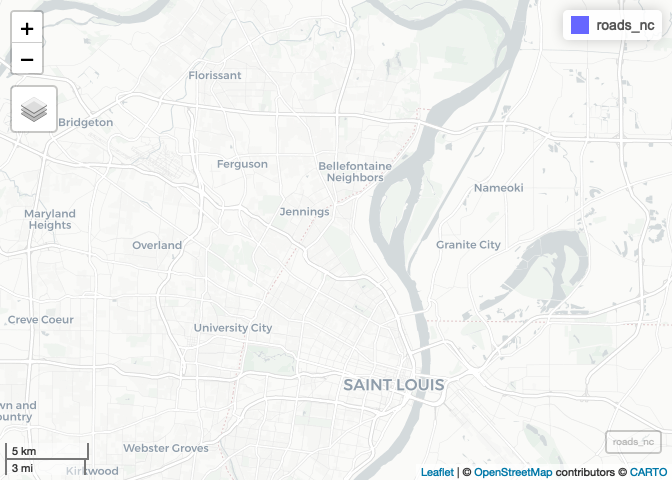 +
roads_nc
−
Florissant
Bridgeton
Ferguson
Bellefontaine
Neighbors
Nameoki
Jennings
Maryland
Heights
Overland
Granite City
Creve Coeur
University City
SAINT LOUIS
wn and
ountry
roads_nc
Webster Groves
5 km
3 mi
Kirkwood
Leaflet | © OpenStreetMap contributors © CARTO